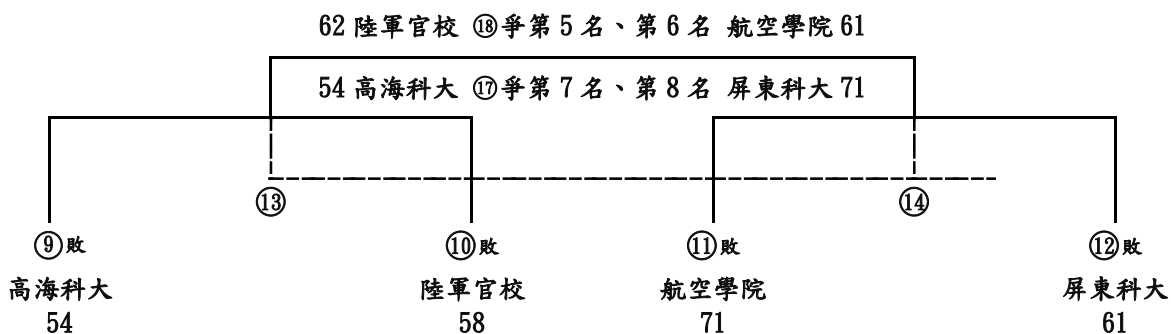 62 陸軍官校 ⑱爭第 5 名、第 6 名 航空學院 61
54 高海科大 ⑰爭第 7 名、第 8 名 屏東科大 71
⑬ ⑭
⑨敗 ⑩敗 ⑪敗 ⑫敗
高海科大 陸軍官校 航空學院 屏東科大
54 58 71 61